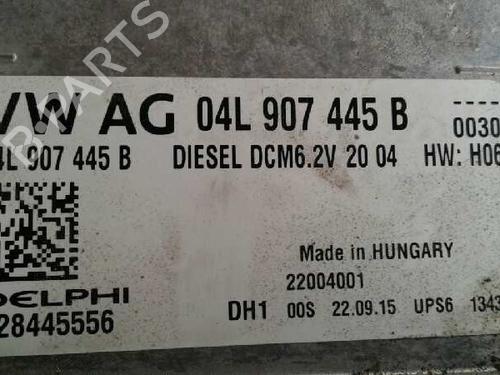 VW AG 04L 907 445 B
0030
4L 907 445 B DIESEL DCM6.2V 20 04 HW: H06
Made in HUNGARY
22004001
DELPHI
28445556
DH1 00S 22.09.15 UPS6 1343
B PARTS